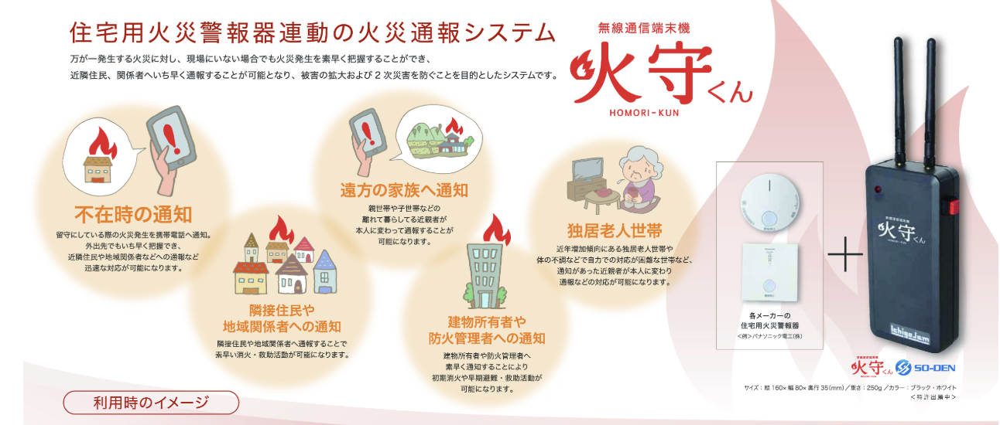 住宅用火災警報器連動の火災通報システム
万が一発生する火災に対し、現場にいない場合でも火災発生を素早く把握することができ、
近隣住民、関係者へいち早く通報することが可能となり、被害の拡大および2次災害を防ぐことを目的としたシステムです。
無線通信端末機
火守くん
HOMORI-KUN
不在時の通知
留守にしている際の火災発生を携帯電話へ通知。
外出先でもいち早く把握でき、
近隣住民や地域関係者などへの通報など
迅速な対応が可能になります。
隣接住民や
地域関係者への通知
隣接住民や地域関係者へ通報することで
素早い消火・救助活動が可能になります。
遠方の家族へ通知
親世帯や子世帯などの
離れて暮らしてる近親者が
本人に変わって通報することが
可能になります。
建物所有者や
防火管理者への通知
建物所有者や防火管理者へ
素早く通知することにより
初期消火や早期避難・救助活動が
可能になります。
独居老人世帯
近年増加傾向にある独居老人世帯や
体の不調などで自力での対応が困難な世帯など、
通知があった近親者が本人に変わり
通報などの対応が可能になります。
各メーカーの
住宅用火災警報器
＜例＞パナソニック電工(株)
無線通信端末機
火守くん
HOMORI-KUN
IchigoJam
火守くん
HOMORI-KUN
SO-DEN
サイズ：縦160×幅80×奥行35(mm)／重さ：250g／カラー：ブラック・ホワイト
＜特許出願中＞
利用時のイメージ